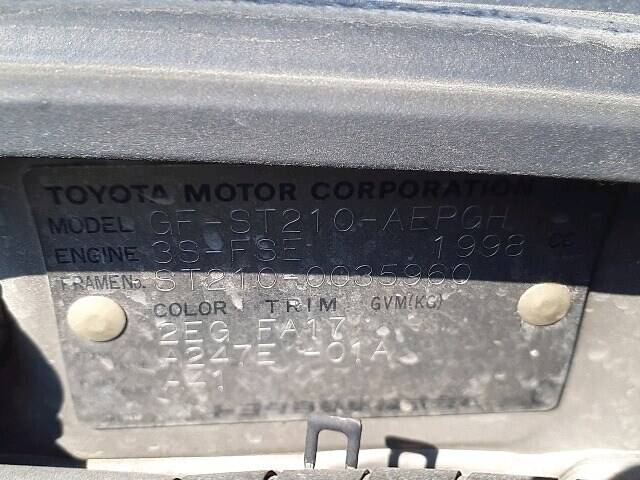 TOYOTA MOTOR CORPORATION
MODEL GF-ST210-AEPGH
ENGINE 3S-FSE 1998 CC
FRAME No. ST210-0035960
COLOR TRIM GVM(KG)
2EG FA17
A247E -01A